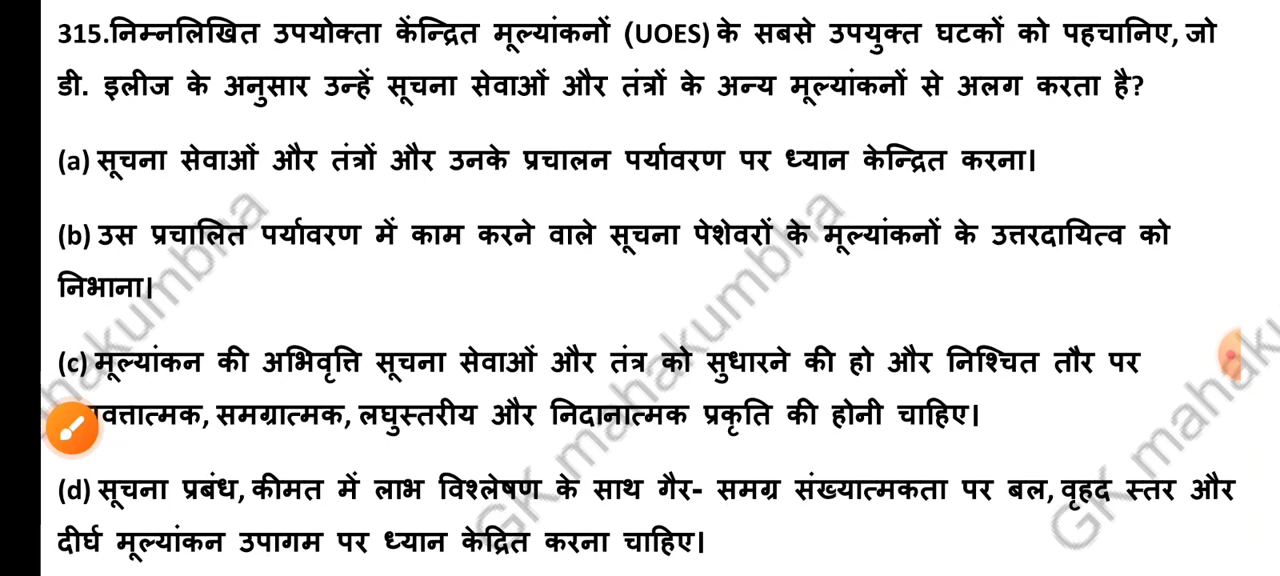 315.निम्नलिखित उपयोक्ता केंन्द्रित मूल्यांकनों (UOES) के सबसे उपयुक्त घटकों को पहचानिए, जो
डी. इलीज के अनुसार उन्हें सूचना सेवाओं और तंत्रों के अन्य मूल्यांकनों से अलग करता है?
(a) सूचना सेवाओं और तंत्रों और उनके प्रचालन पर्यावरण पर ध्यान केन्द्रित करना।
(b) उस प्रचालित पर्यावरण में काम करने वाले सूचना पेशेवरों के मूल्यांकनों के उत्तरदायित्व को
निभाना।
(c) मूल्यांकन की अभिवृत्ति सूचना सेवाओं और तंत्र को सुधारने की हो और निश्चित तौर पर
वत्तात्मक, समग्रात्मक, लघुस्तरीय और निदानात्मक प्रकृति की होनी चाहिए।
(d) सूचना प्रबंध, कीमत में लाभ विश्लेषण के साथ गैर- समग्र संख्यात्मकता पर बल, वृहद स्तर और
दीर्घ मूल्यांकन उपागम पर ध्यान केद्रित करना चाहिए।
GK mahakumbha